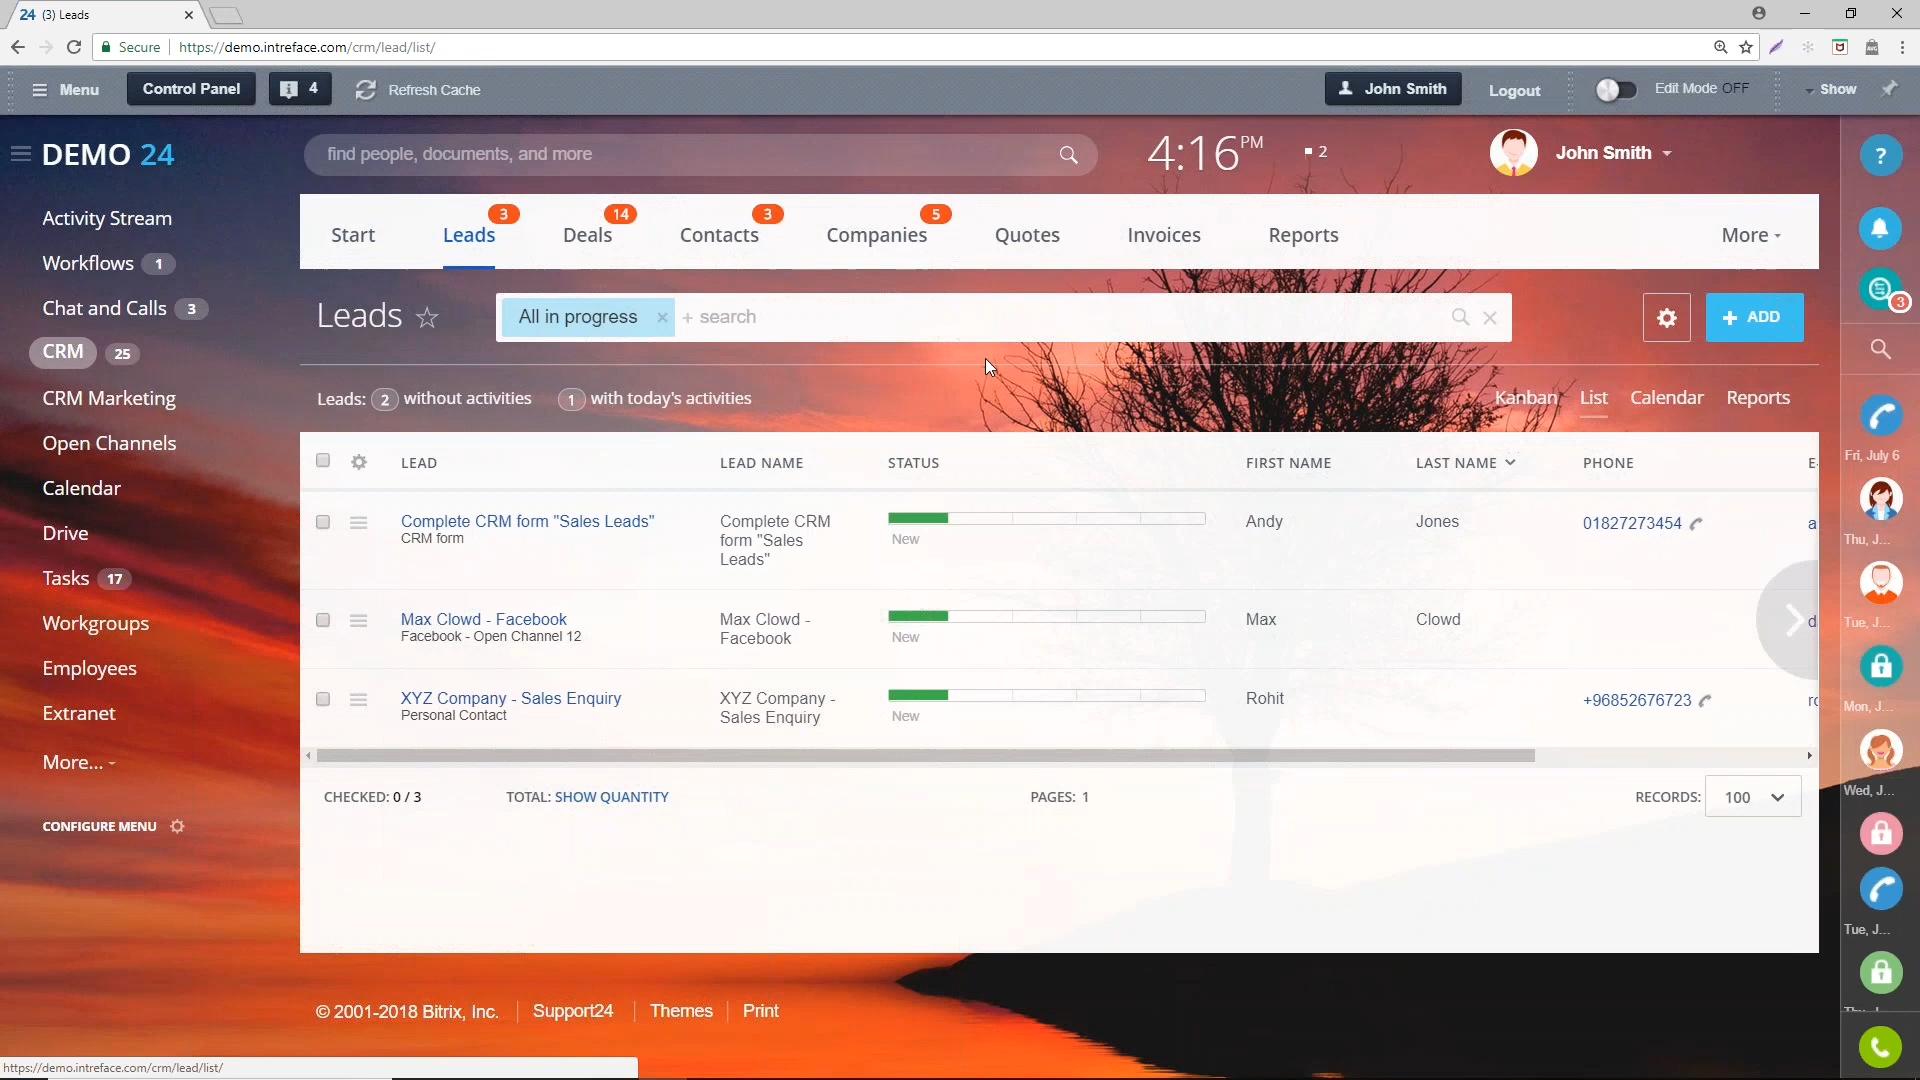 24 (3) Leads
Secure https://demo.intreface.com/crm/lead/list/
Menu Control Panel 4 Refresh Cache John Smith Logout Edit Mode OFF Show
DEMO 24 find people, documents, and more 4:16 PM 2 John Smith ?
Activity Stream
Workflows 1
Chat and Calls 3
CRM 25
CRM Marketing
Open Channels
Calendar
Drive
Tasks 17
Workgroups
Employees
Extranet
More...
CONFIGURE MENU
3 14 3 5
Start Leads Deals Contacts Companies Quotes Invoices Reports More
Leads All in progress × + search + ADD
Leads: 2 without activities 1 with today's activities Kanban List Calendar Reports
LEAD LEAD NAME STATUS FIRST NAME LAST NAME PHONE E-
Complete CRM form "Sales Leads" Complete CRM Andy Jones 01827273454 a
CRM form form "Sales New
Leads"
Max Clowd - Facebook Max Clowd - Max Clowd d
Facebook - Open Channel 12 Facebook New
XYZ Company - Sales Enquiry XYZ Company - Rohit +96852676723
Personal Contact Sales Enquiry New
CHECKED: 0 / 3 TOTAL: SHOW QUANTITY PAGES: 1 RECORDS: 100
3
Fri, July 6
Thu, J...
Tue, J...
Mon, J...
Wed, J...
Tue, J...
© 2001-2018 Bitrix, Inc. Support24 Themes Print
https://demo.intreface.com/crm/lead/list/